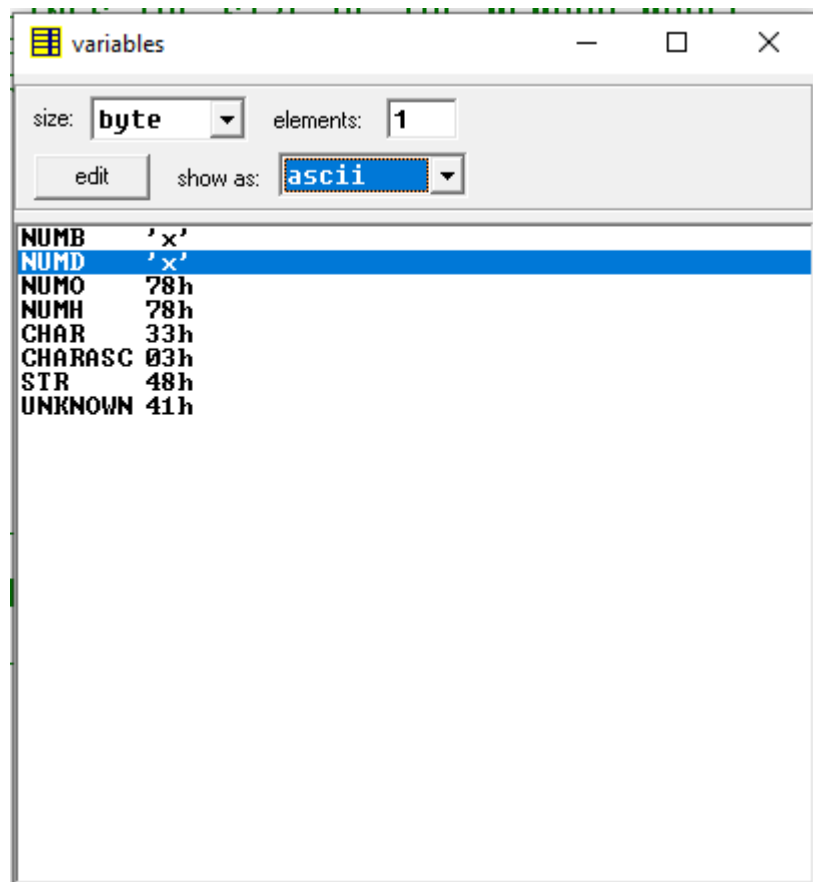 variables
size: byte elements: 1
edit show as: ascii
NUMB 'x'
NUMD 'x'
NUMO 78h
NUMH 78h
CHAR 33h
CHARASC 03h
STR 48h
UNKNOWN 41h